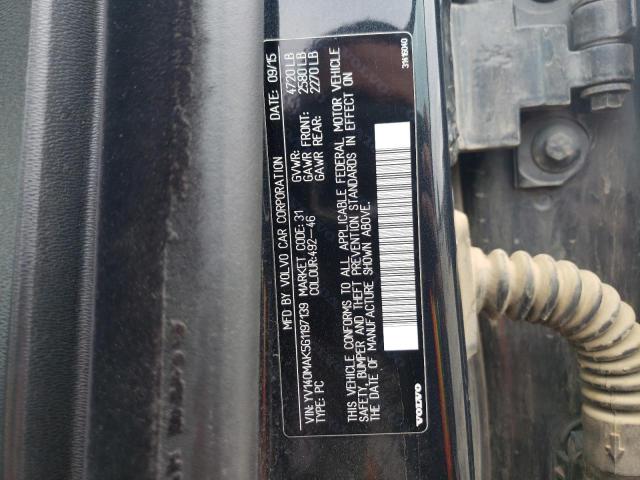 MFD BY VOLVO CAR CORPORATION DATE: 09/15
GVWR: 4720 LB
GAWR FRONT: 2580 LB
GAWR REAR: 2270 LB
VIN: YV140MAK5G1197139 MARKET CODE: 31
TYPE: PC COLOUR:492-46
THIS VEHICLE CONFORMS TO ALL APPLICABLE FEDERAL MOTOR VEHICLE
SAFETY, BUMPER AND THEFT PREVENTION STANDARDS IN EFFECT ON
THE DATE OF MANUFACTURE SHOWN ABOVE.
VOLVO
31416040